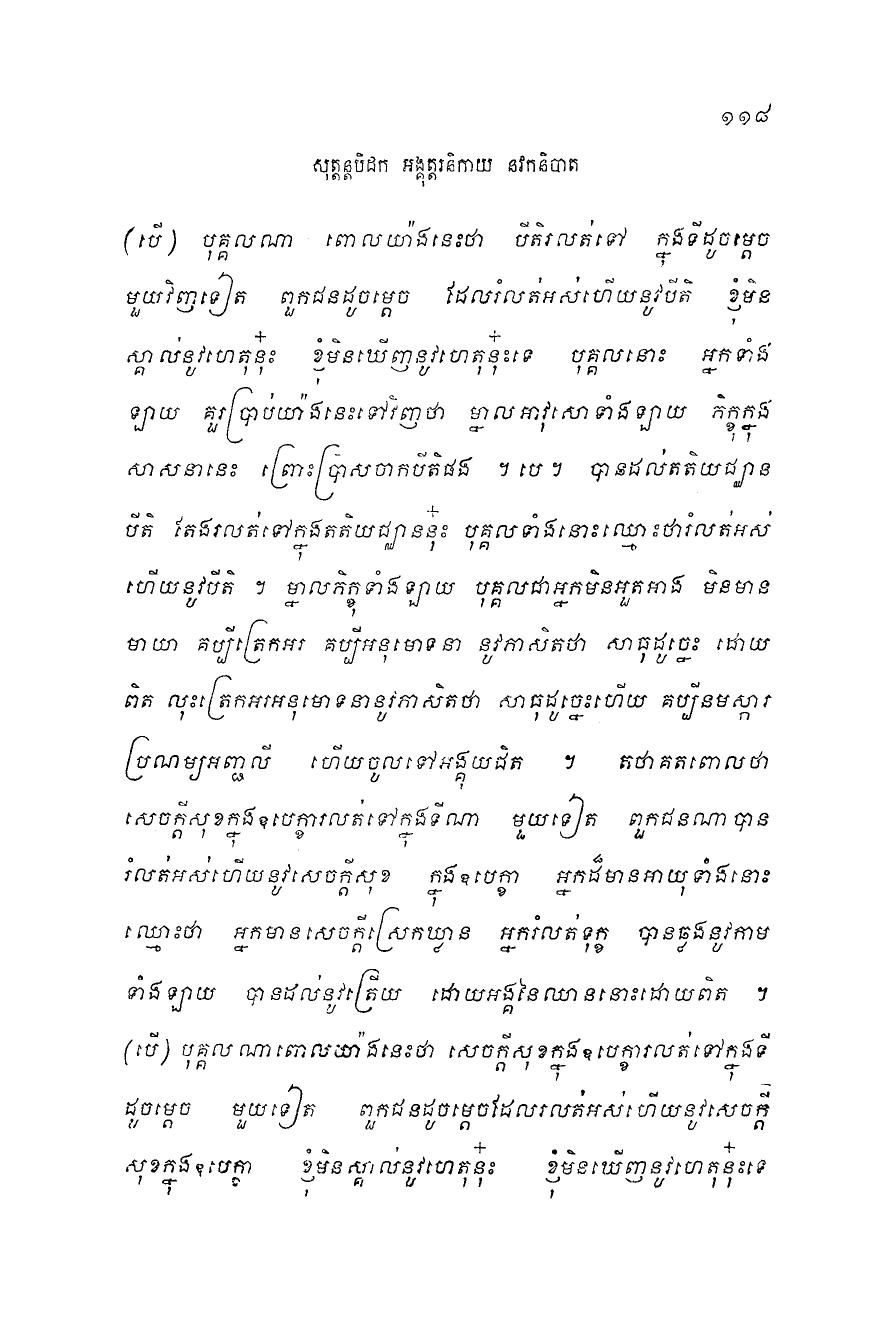 ១១៨
សុត្តន្តបិដក អង្គុត្តរនិកាយ នវកនិបាត
(បើ) បុគ្គលណា ពោលយ៉ាងនេះថា បីតិរលត់ទៅ ក្នុងទីដូចម្តេច
មួយវិញទៀត ពួកជនដូចម្តេច ដែលរំលត់អស់ហើយនូវបីតិ ខ្ញុំមិន
ស្គាល់នូវហេតុនុ៎ះ ខ្ញុំមិនឃើញនូវហេតុនុ៎ះទេ បុគ្គលនោះ អ្នកទាំង
ឡាយ គួរប្រាប់យ៉ាងនេះទៅវិញថា ម្នាលអាវុសោទាំងឡាយ ភិក្ខុក្នុង
សាសនានេះ ព្រោះប្រាសចាកបីតិផង ។ បេ ។ បានដល់តតិយជ្ឈាន
បីតិ តែងរលត់ទៅក្នុងតតិយជ្ឈាននុ៎ះ បុគ្គលទាំងនោះឈ្មោះថារំលត់អស់
ហើយនូវបីតិ ។ ម្នាលភិក្ខុទាំងឡាយ បុគ្គលជាអ្នកមិនអួតអាង មិនមាន
មាយា គប្បីត្រេកអរ គប្បីអនុមោទនា នូវភាសិតថា សាធុដូច្នេះ ដោយ
ពិត លុះត្រេកអរអនុមោទនានូវភាសិតថា សាធុដូច្នេះហើយ គប្បីនមស្ការ
ប្រណម្យអញ្ជលី ហើយចូលទៅអង្គុយជិត ។ តថាគតពោលថា
សេចក្តីសុខក្នុងឧបេក្ខារលត់ទៅក្នុងទីណា មួយទៀត ពួកជនណាបាន
រំលត់អស់ហើយនូវសេចក្តីសុខ ក្នុងឧបេក្ខា អ្នកដ៏មានអាយុទាំងនោះ
ឈ្មោះថា អ្នកមានសេចក្តីស្រេកឃ្លាន អ្នករំលត់ទុក្ខ បានឆ្លងនូវកាម
ទាំងឡាយ បានដល់នូវត្រើយ ដោយអង្គនៃឈាននោះដោយពិត ។
(បើ) បុគ្គលណាពោលយ៉ាងនេះថា សេចក្តីសុខក្នុងឧបេក្ខារលត់ទៅក្នុងទី
ដូចម្តេច មួយទៀត ពួកជនដូចម្តេចដែលរលត់អស់ហើយនូវសេចក្តី
សុខក្នុងឧបេក្ខា ខ្ញុំមិនស្គាល់នូវហេតុនុ៎ះ ខ្ញុំមិនឃើញនូវហេតុនុ៎ះទេ